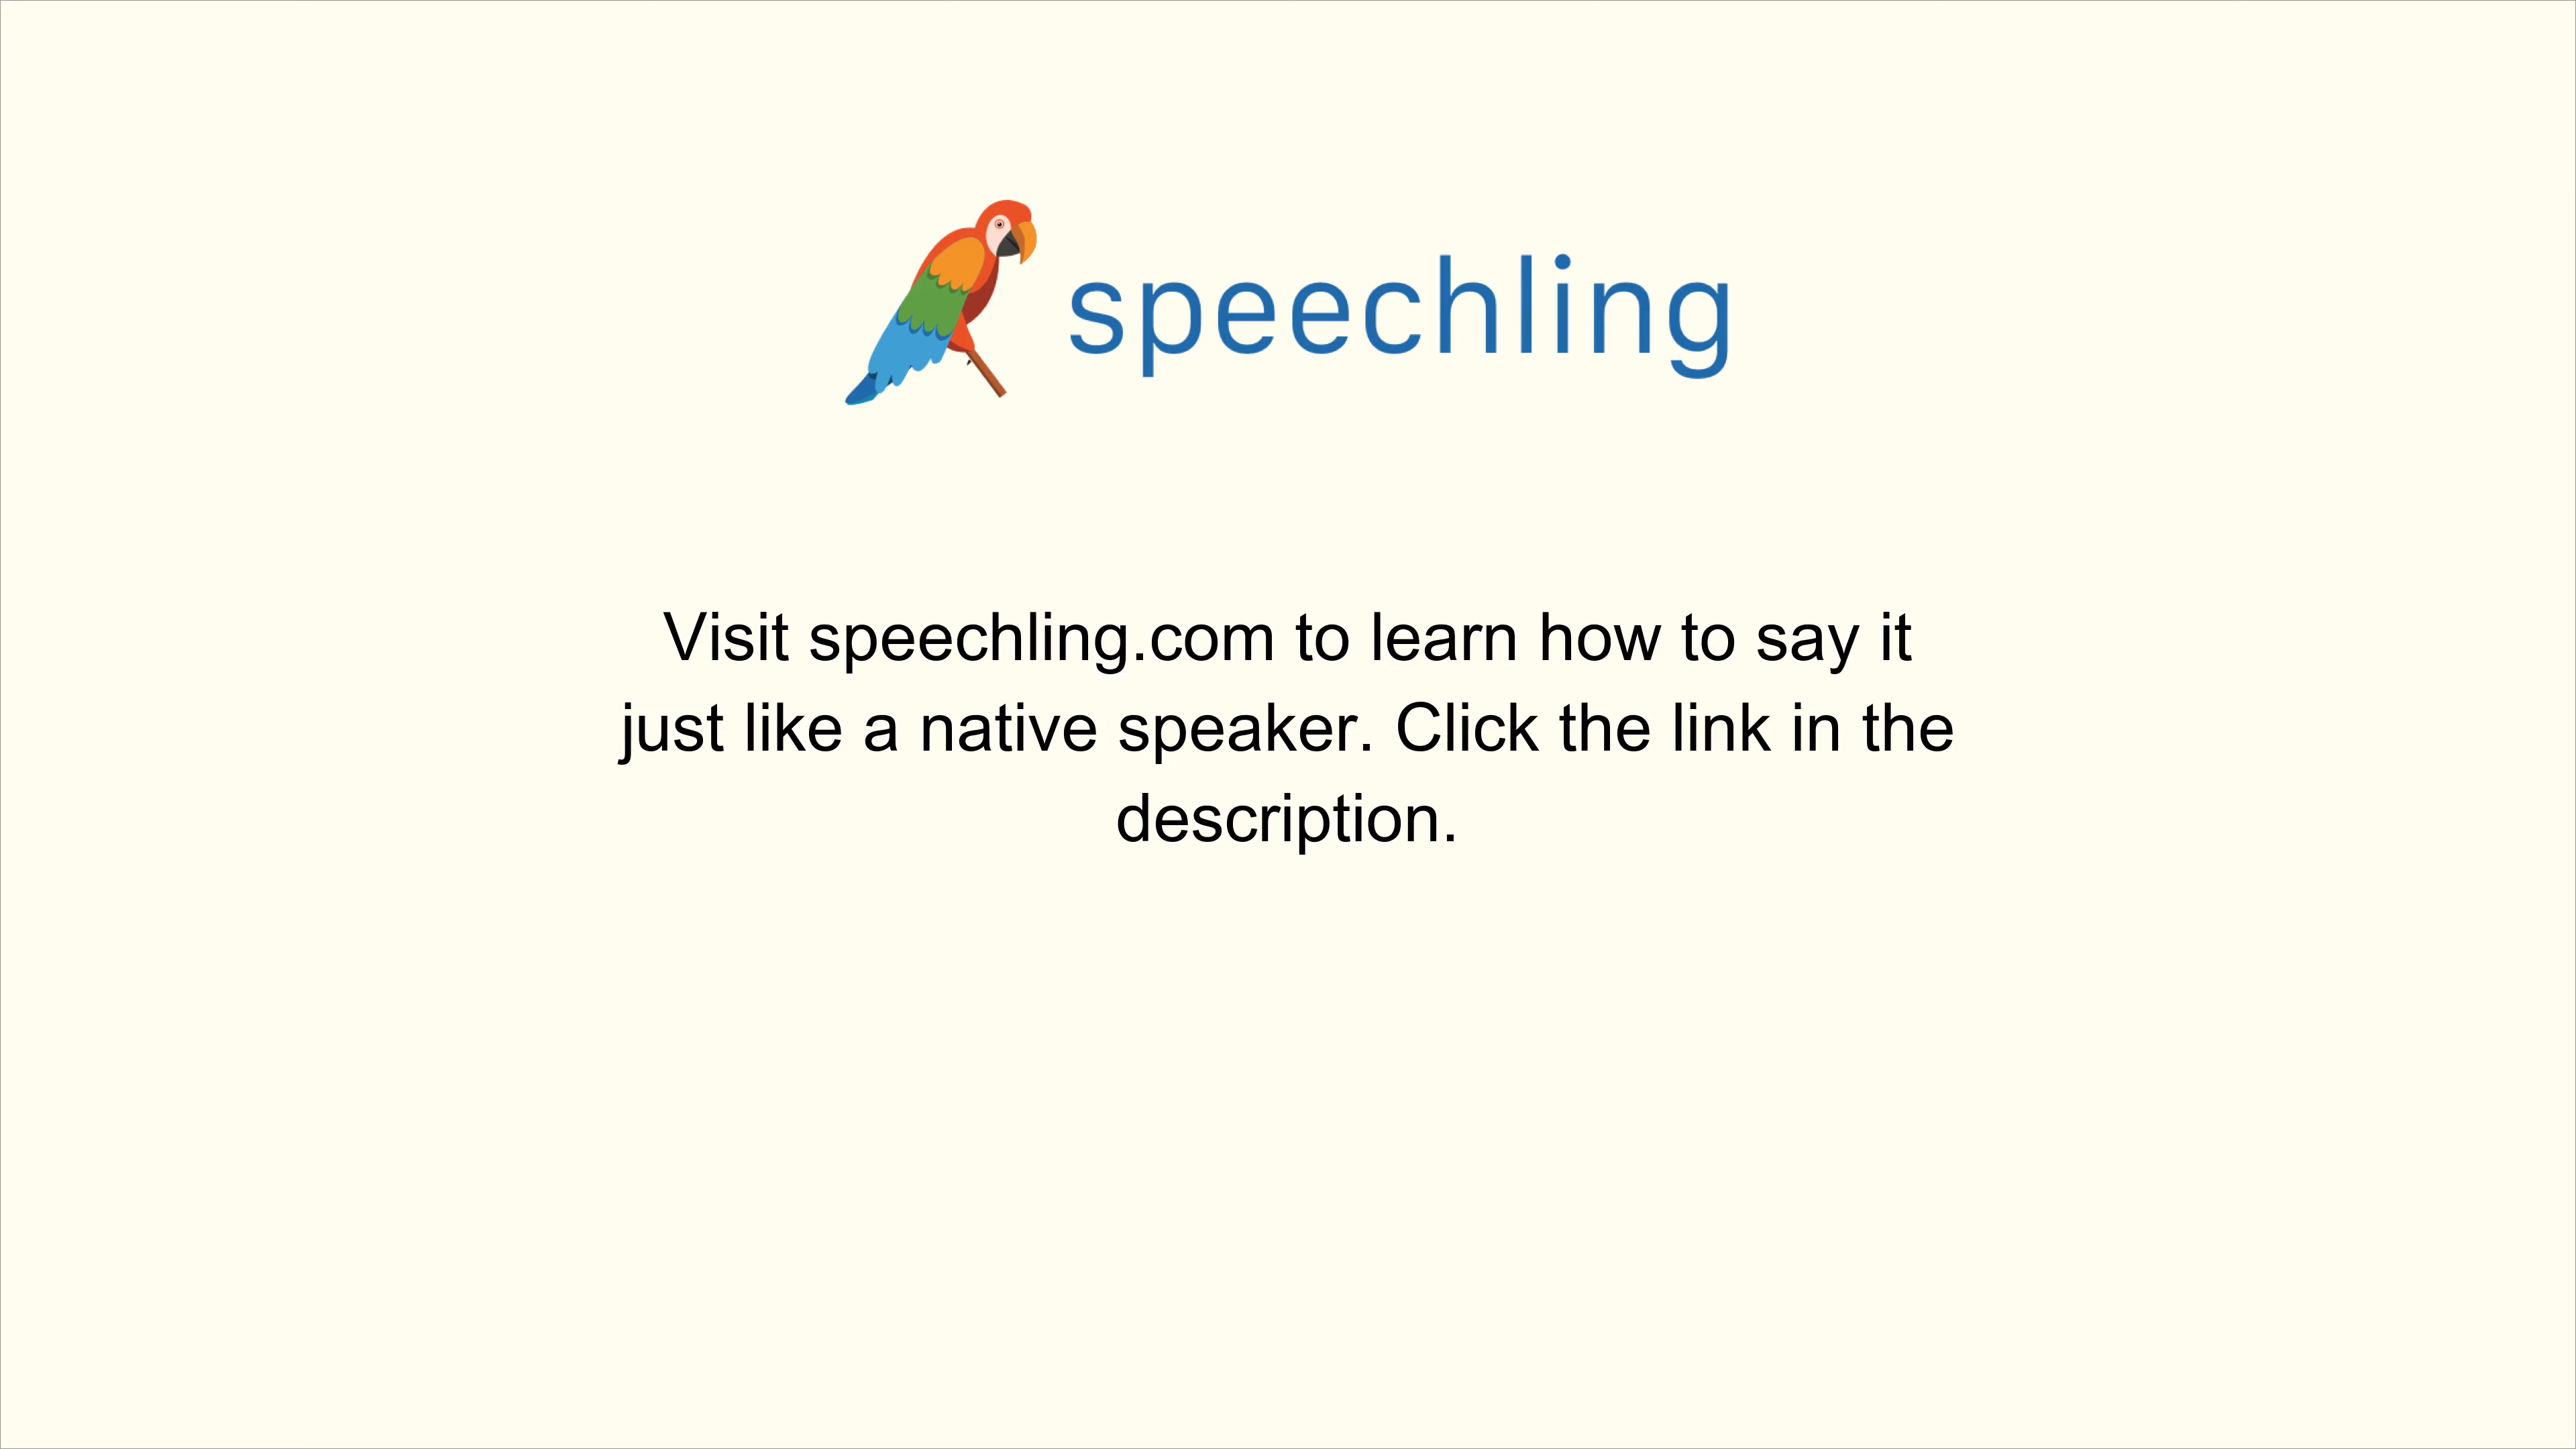 speechling
Visit speechling.com to learn how to say it
just like a native speaker. Click the link in the
description.